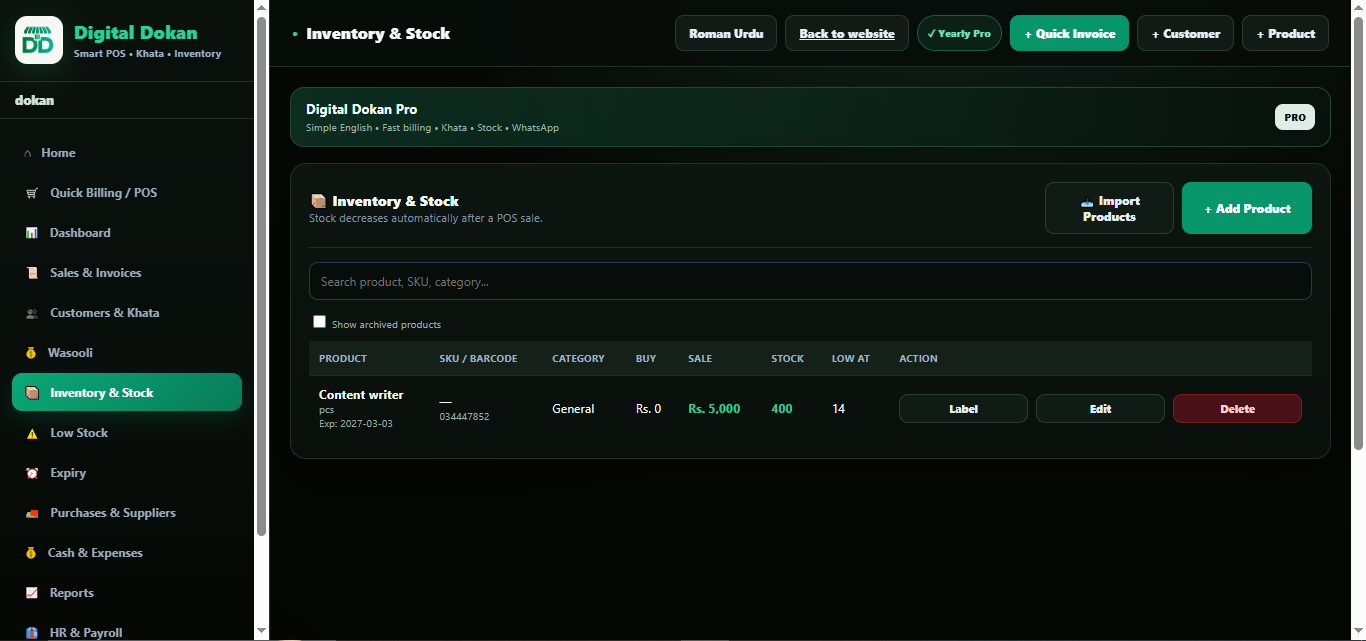 DD
Digital Dokan
Smart POS • Khata • Inventory
dokan
Home
Quick Billing / POS
Dashboard
Sales & Invoices
Customers & Khata
Wasooli
Inventory & Stock
Low Stock
Expiry
Purchases & Suppliers
Cash & Expenses
Reports
HR & Payroll
• Inventory & Stock
Roman Urdu
Back to website
✓ Yearly Pro
+ Quick Invoice
+ Customer
+ Product
Digital Dokan Pro
Simple English • Fast billing • Khata • Stock • WhatsApp
PRO
Inventory & Stock
Stock decreases automatically after a POS sale.
Import
Products
+ Add Product
Search product, SKU, category...
Show archived products
PRODUCT SKU / BARCODE CATEGORY BUY SALE STOCK LOW AT ACTION
Content writer
pcs
Exp: 2027-03-03
—
034447852
General
Rs. 0
Rs. 5,000
400
14
Label
Edit
Delete